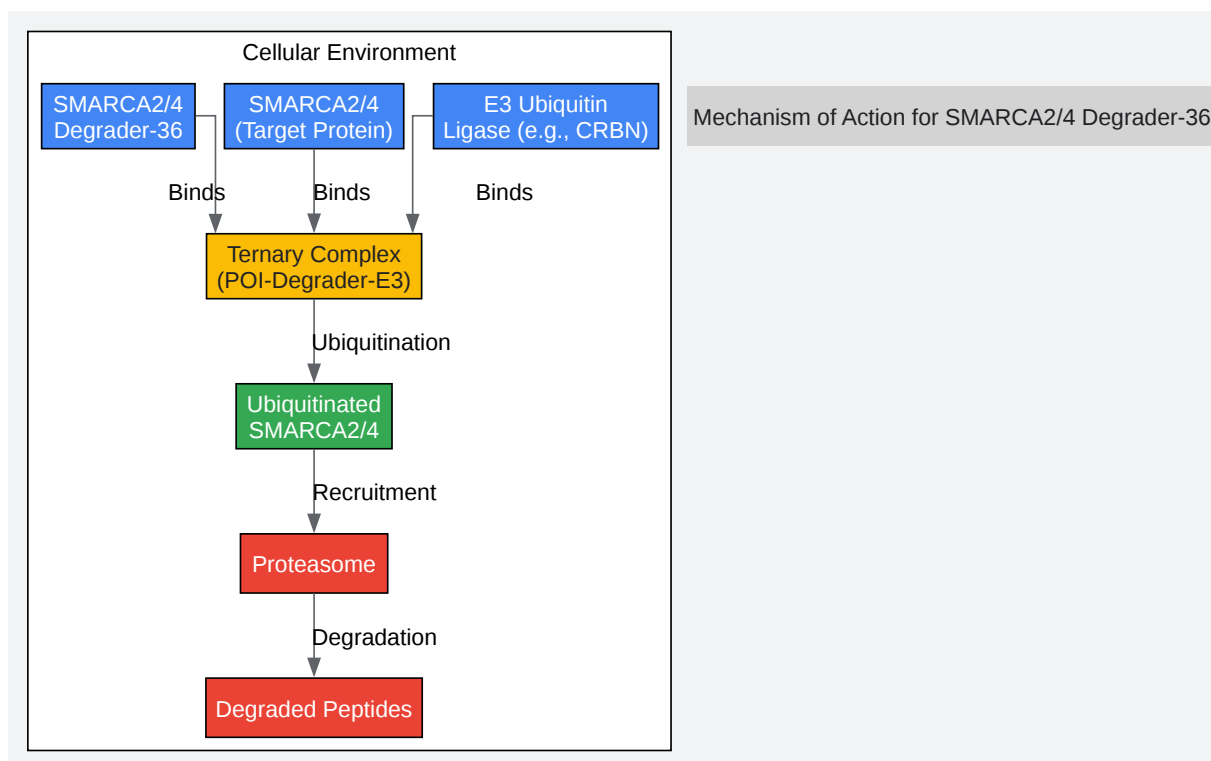 Cellular Environment
SMARCA2/4
Degrader-36
SMARCA2/4
(Target Protein)
E3 Ubiquitin
Ligase (e.g., CRBN)
Mechanism of Action for SMARCA2/4 Degrader-36
Binds
Binds
Binds
Ternary Complex
(POI-Degrader-E3)
Ubiquitination
Ubiquitinated
SMARCA2/4
Recruitment
Proteasome
Degradation
Degraded Peptides